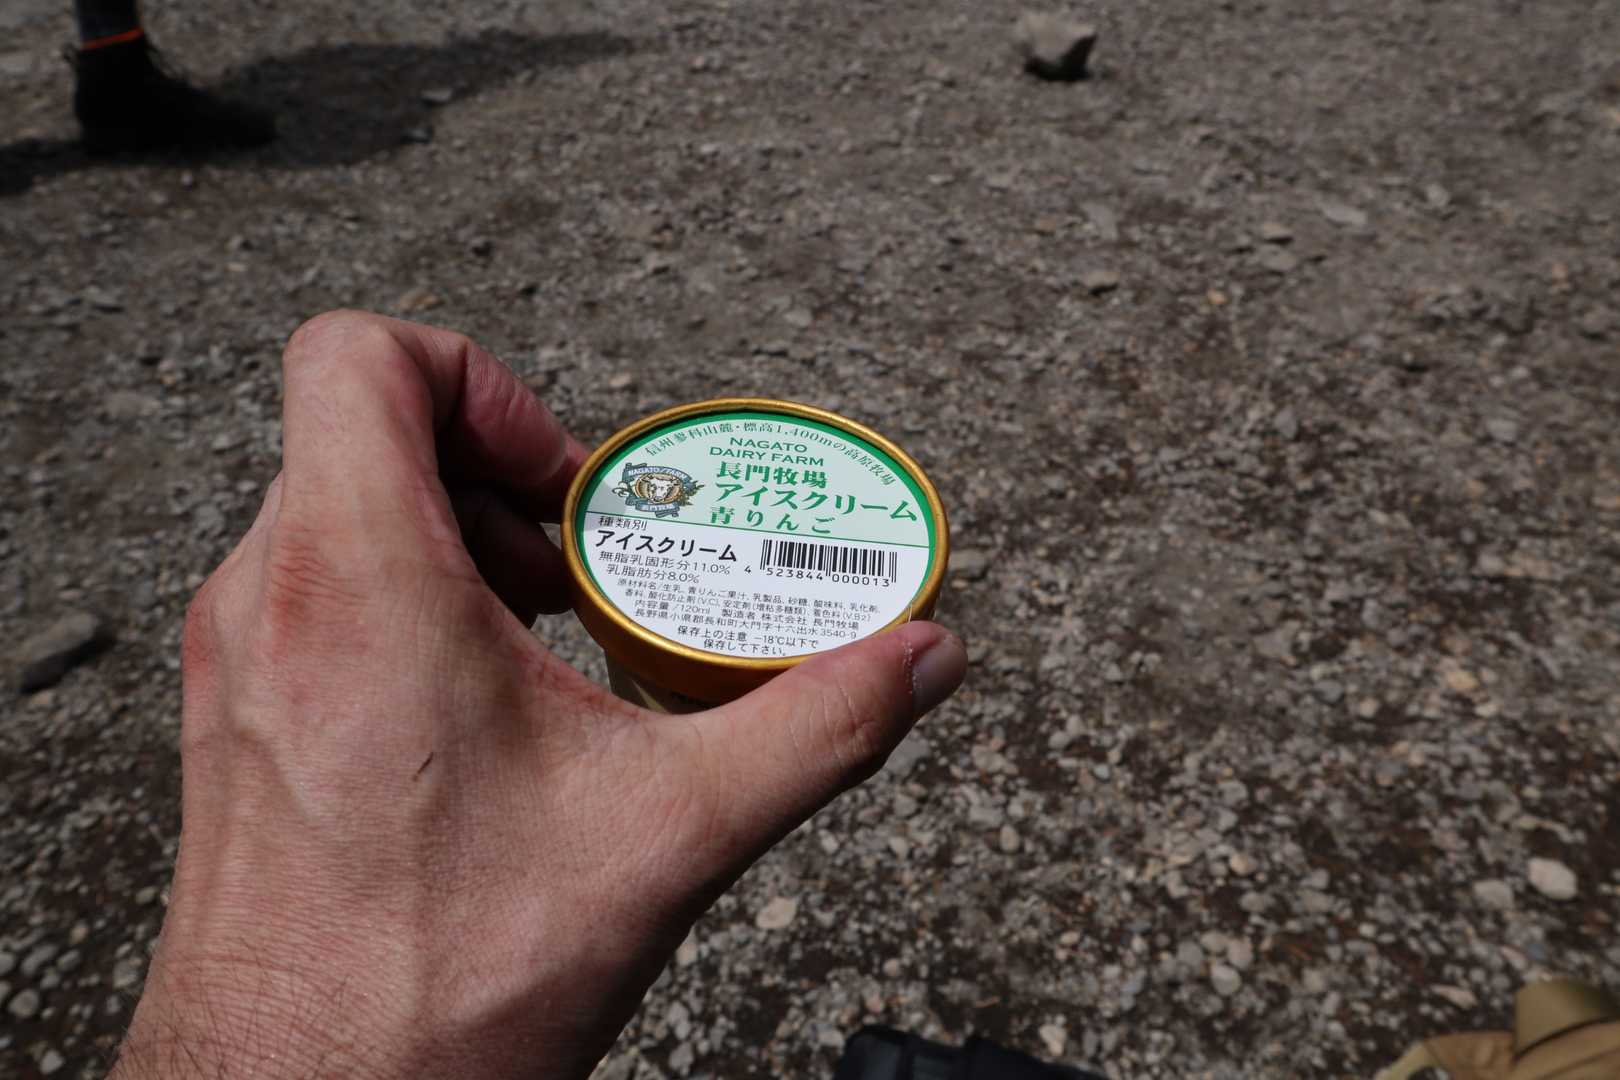 信州蓼科山麓・標高1,400mの高原牧場
NAGATO
DAIRY FARM
長門牧場
アイスクリーム
青りんご
NAGATO FARM
長門牧場
種類別
アイスクリーム
無脂乳固形分11.0%
乳脂肪分8.0%
4 523844 000013
原材料名/生乳、青りんご果汁、乳製品、砂糖、酸味料、乳化剤、
香料、酸化防止剤(V.C)、安定剤(増粘多糖類)、着色料(V.B2)
内容量/120ml 製造者 株式会社 長門牧場
長野県小県郡長和町大門字十六出水3540-9
保存上の注意 -18℃以下で
保存して下さい。